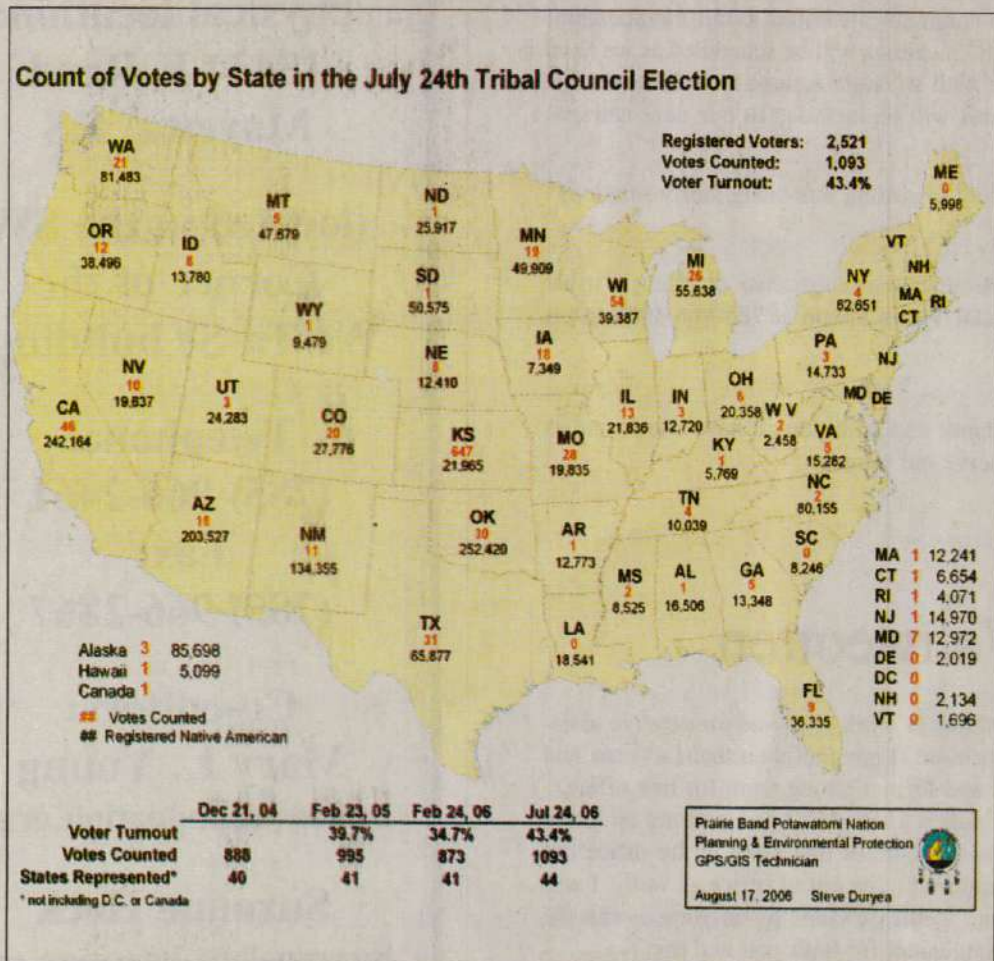 Count of Votes by State in the July 24th Tribal Council Election
Registered Voters: 2,521
Votes Counted: 1,093
Voter Turnout: 43.4%
WA
21
81,483
OR
12
38,496
ID
8
13,780
MT
5
47,679
ND
1
25,917
SD
1
50,575
WY
1
9,479
NE
8
12,410
MN
19
49,909
WI
54
39,387
MI
26
55,638
IA
18
7,349
ME
0
5,998
VT
NH
NY
4
62,651
MA
RI
CT
PA
3
14,733
NJ
MD DE
NV
10
19,637
UT
3
24,283
CA
46
242,164
CO
20
27,776
KS
647
21,965
MO
28
19,835
IL
13
21,836
IN
3
12,720
OH
6
20,358
W V
2
2,458
KY
1
5,769
VA
5
15,282
NC
2
80,155
TN
4
10,039
SC
0
8,246
AZ
16
203,527
NM
11
134,355
OK
30
252,420
AR
1
12,773
MS
2
8,525
AL
1
16,506
GA
5
13,348
TX
31
65,877
LA
0
18,541
FL
9
36,335
MA 1 12,241
CT 1 6,654
RI 1 4,071
NJ 1 14,970
MD 7 12,972
DE 0 2,019
DC 0
NH 0 2,134
VT 0 1,696
Alaska 3 85,698
Hawaii 1 5,099
Canada 1
## Votes Counted
## Registered Native American
Dec 21, 04 Feb 23, 05 Feb 24, 06 Jul 24, 06
Voter Turnout 39.7% 34.7% 43.4%
Votes Counted 888 995 873 1093
States Represented* 40 41 41 44
* not including D.C. or Canada
Prairie Band Potawatomi Nation
Planning & Environmental Protection
GPS/GIS Technician
August 17, 2006 Steve Duryea